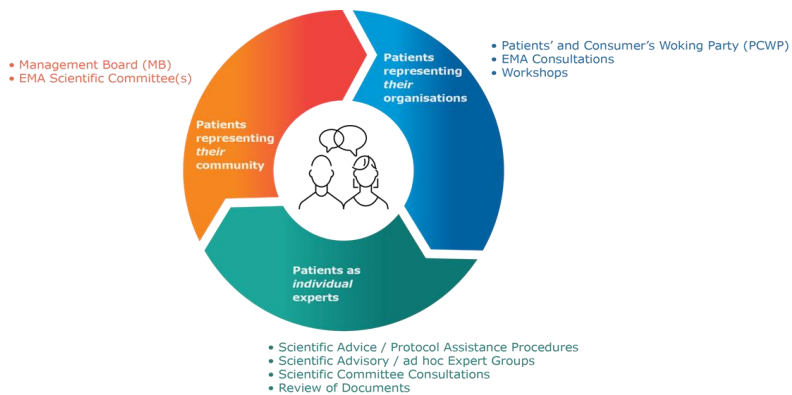 • Management Board (MB)
• EMA Scientific Committee(s)
Patients
representing
their
community
Patients
representing
their
organisations
• Patients’ and Consumer’s Woking Party (PCWP)
• EMA Consultations
• Workshops
Patients as
individual
experts
• Scientific Advice / Protocol Assistance Procedures
• Scientific Advisory / ad hoc Expert Groups
• Scientific Committee Consultations
• Review of Documents